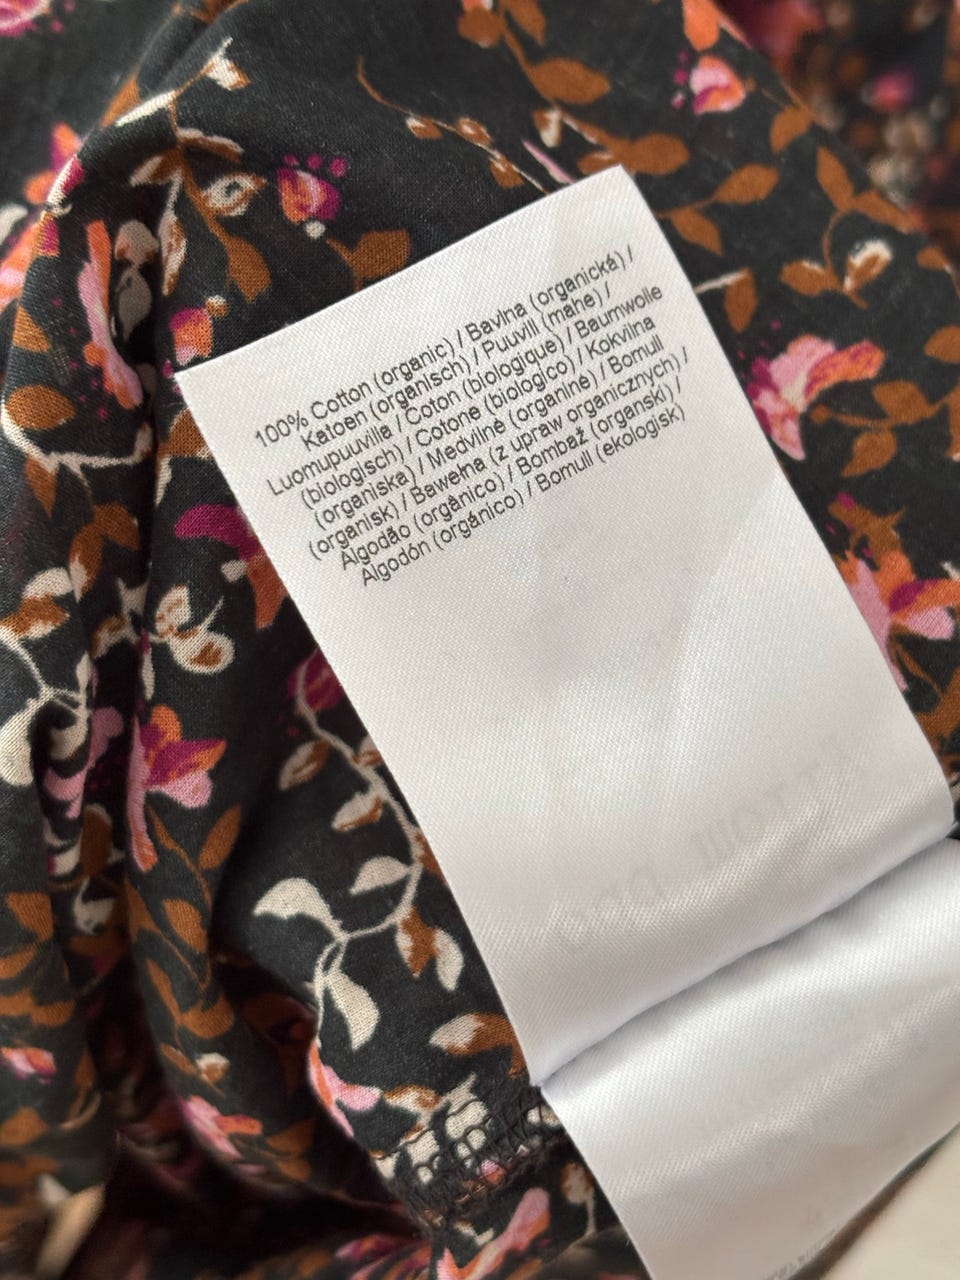 100% Cotton (organic) / Bavlna (organická) /
Katoen (organisch) / Puuvill (mahe) /
Luomupuuvilla / Coton (biologique) / Baumwolle
(biologisch) / Cotone (biologico) / Kokvilna
(organiska) / Medvilnė (organinė) / Bomull
(organisk) / Bawełna (z upraw organicznych) /
Algodão (orgânico) / Bombaž (organski) /
Algodón (orgánico) / Bomull (ekologisk)